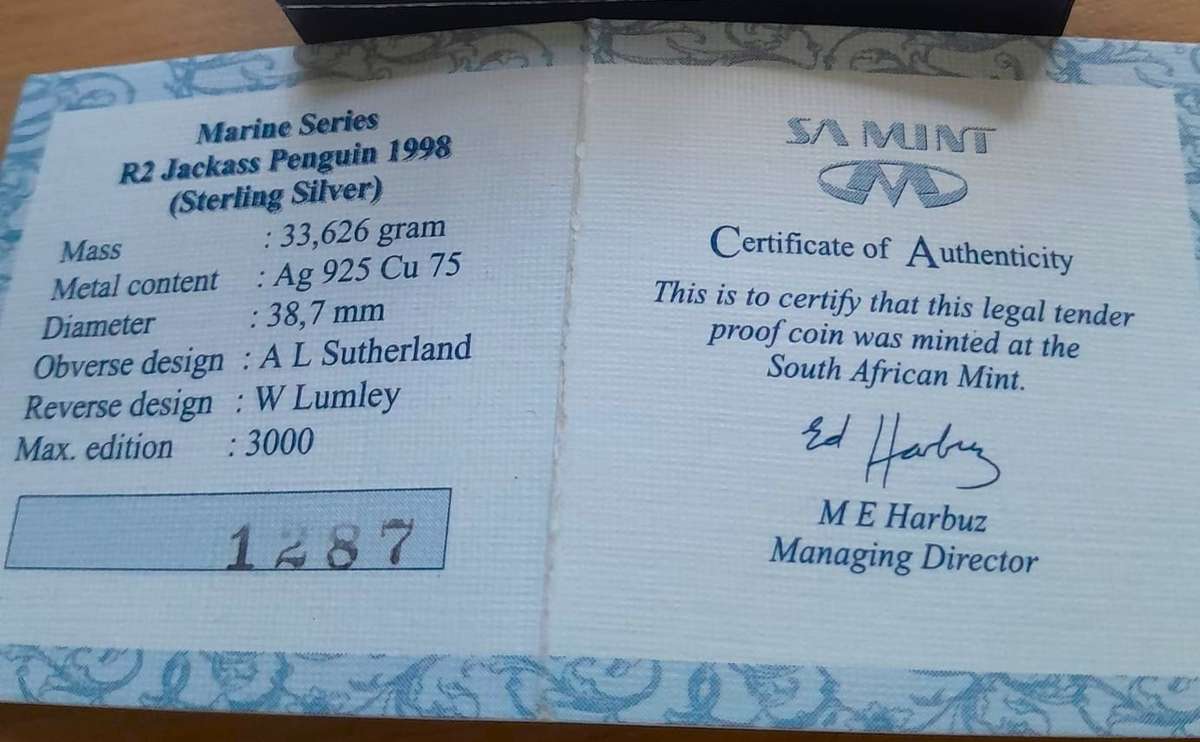 Marine Series
R2 Jackass Penguin 1998
(Sterling Silver)
Mass : 33,626 gram
Metal content : Ag 925 Cu 75
Diameter : 38,7 mm
Obverse design : A L Sutherland
Reverse design : W Lumley
Max. edition : 3000
1287
SA MINT
Certificate of Authenticity
This is to certify that this legal tender
proof coin was minted at the
South African Mint.
Ed Harbuz
M E Harbuz
Managing Director